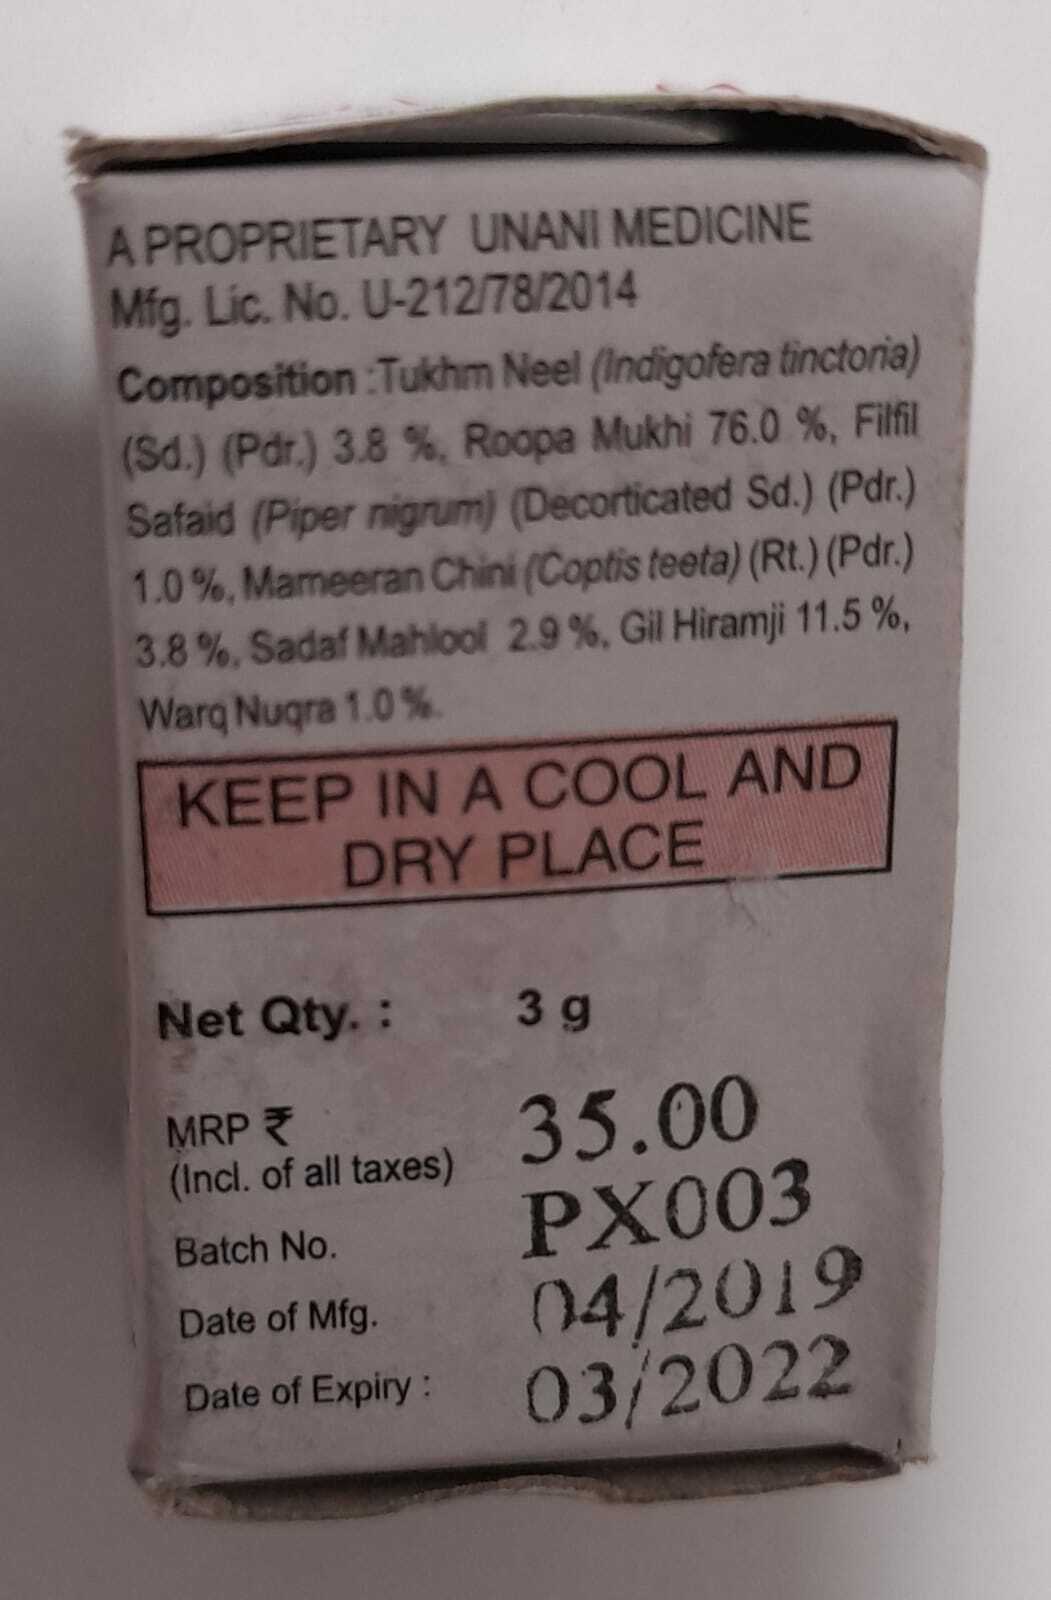 A PROPRIETARY UNANI MEDICINE
Mfg. Lic. No. U-212/78/2014
Composition :Tukhm Neel (Indigofera tinctoria)
(Sd.) (Pdr.) 3.8 %, Roopa Mukhi 76.0 %, Filfil
Safaid (Piper nigrum) (Decorticated Sd.) (Pdr.)
1.0 %, Mameeran Chini (Coptis teeta) (Rt.) (Pdr.)
3.8 %, Sadaf Mahlool 2.9 %, Gil Hiramji 11.5 %,
Warq Nuqra 1.0 %.
KEEP IN A COOL AND
DRY PLACE
Net Qty. : 3 g
MRP ₹ 35.00
(Incl. of all taxes)
Batch No. PX003
Date of Mfg. 04/2019
Date of Expiry : 03/2022